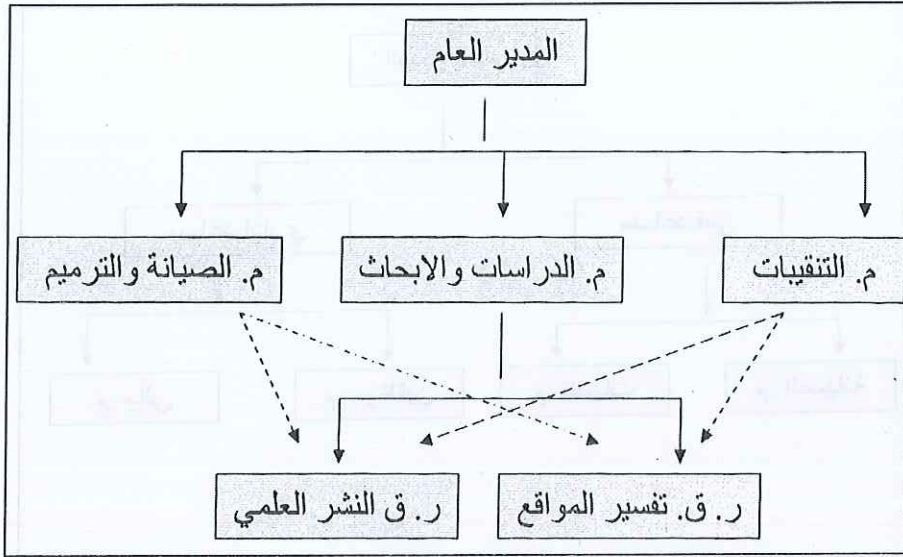 المدير العام
م. التنقيبات
م. الدراسات والابحاث
م. الصيانة والترميم
ر. ق. تفسير المواقع
ر. ق النشر العلمي